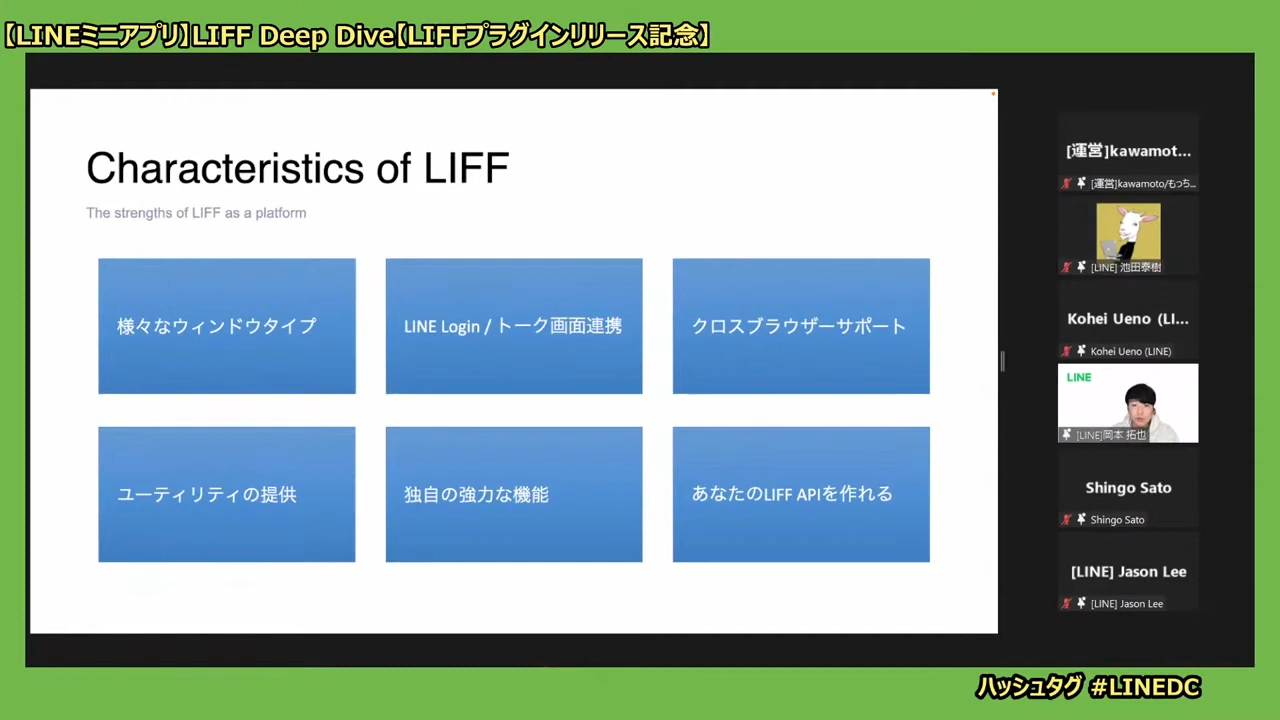 【LINEミニアプリ】LIFF Deep Dive【LIFFプラグインリリース記念】
Characteristics of LIFF
The strengths of LIFF as a platform
様々なウィンドウタイプ
LINE Login / トーク画面連携
クロスブラウザーサポート
ユーティリティの提供
独自の強力な機能
あなたのLIFF APIを作れる
[運営]kawamot...
[運営]kawamoto/もっち...
[LINE] 池田泰樹
Kohei Ueno (LI...
Kohei Ueno (LINE)
LINE
[LINE]岡本 拓也
Shingo Sato
Shingo Sato
[LINE] Jason Lee
[LINE] Jason Lee
ハッシュタグ #LINEDC